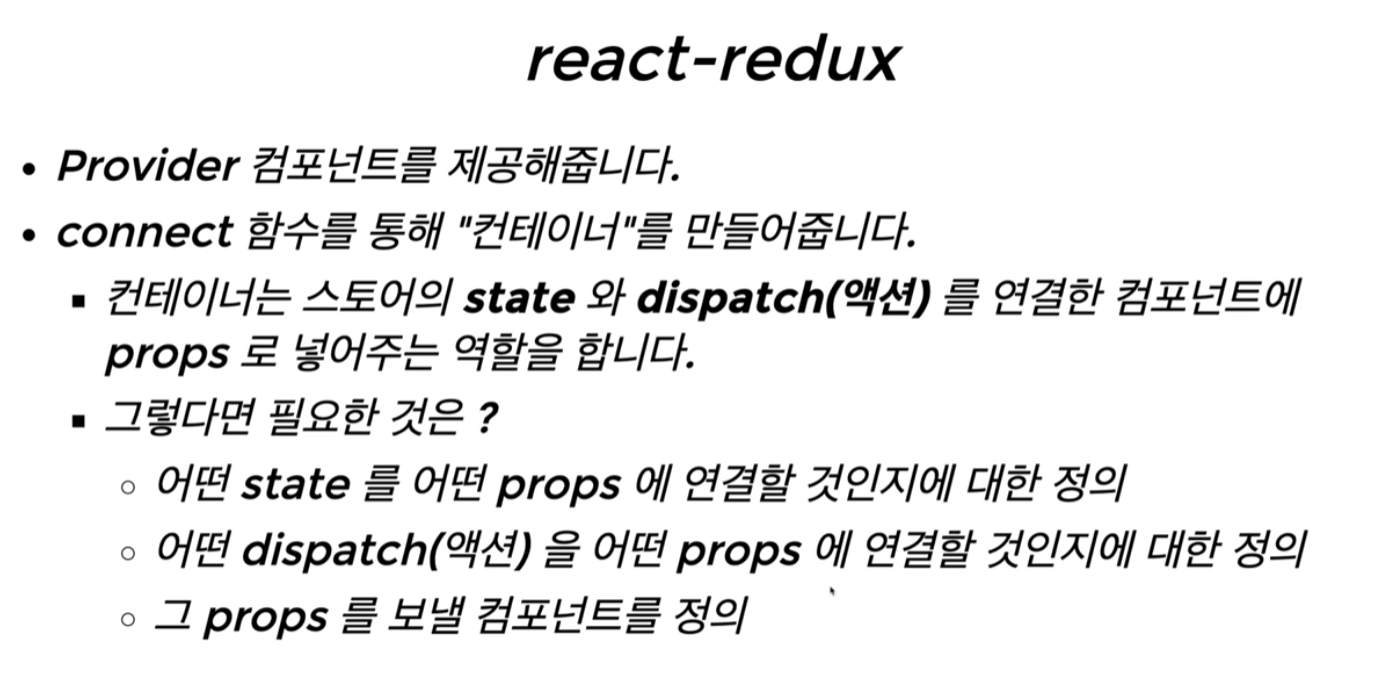 react-redux
• Provider 컴포넌트를 제공해줍니다.
• connect 함수를 통해 "컨테이너"를 만들어줍니다.
▪ 컨테이너는 스토어의 state 와 dispatch(액션) 를 연결한 컴포넌트에
props 로 넣어주는 역할을 합니다.
▪ 그렇다면 필요한 것은 ?
○ 어떤 state 를 어떤 props 에 연결할 것인지에 대한 정의
○ 어떤 dispatch(액션) 을 어떤 props 에 연결할 것인지에 대한 정의
○ 그 props 를 보낼 컴포넌트를 정의